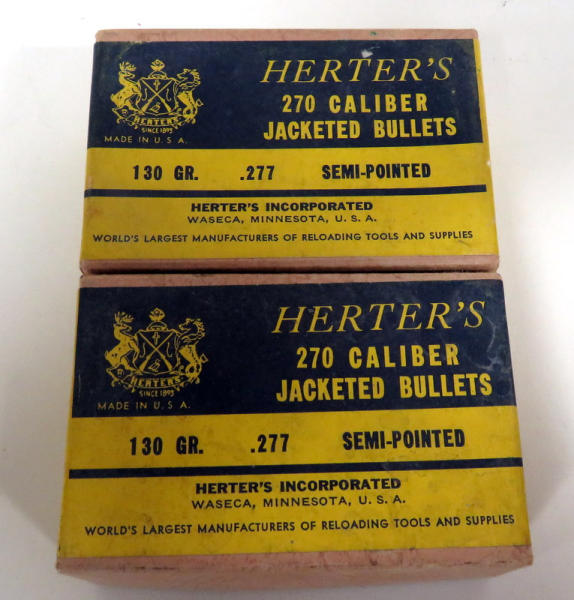 HERTER'S
270 CALIBER
JACKETED BULLETS
HERTERS
SINCE 1893
MADE IN U.S.A.
130 GR. .277 SEMI-POINTED
HERTER'S INCORPORATED
WASECA, MINNESOTA, U. S. A.
WORLD'S LARGEST MANUFACTURERS OF RELOADING TOOLS AND SUPPLIES
HERTER'S
270 CALIBER
JACKETED BULLETS
HERTERS
SINCE 1893
MADE IN U. S. A.
130 GR. .277 SEMI-POINTED
HERTER'S INCORPORATED
WASECA, MINNESOTA, U. S. A.
WORLD'S LARGEST MANUFACTURERS OF RELOADING TOOLS AND SUPPLIES